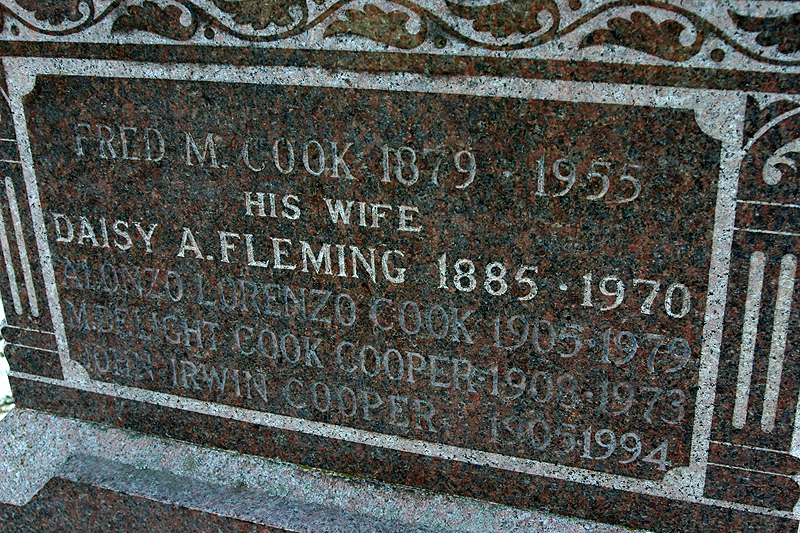 FRED M. COOK 1879 · 1955
HIS WIFE
DAISY A. FLEMING 1885 · 1970
ALONZO LORENZO COOK 1905 · 1979
M. DELIGHT COOK COOPER · 1908 · 1973
JOHN IRWIN COOPER 1905 1994